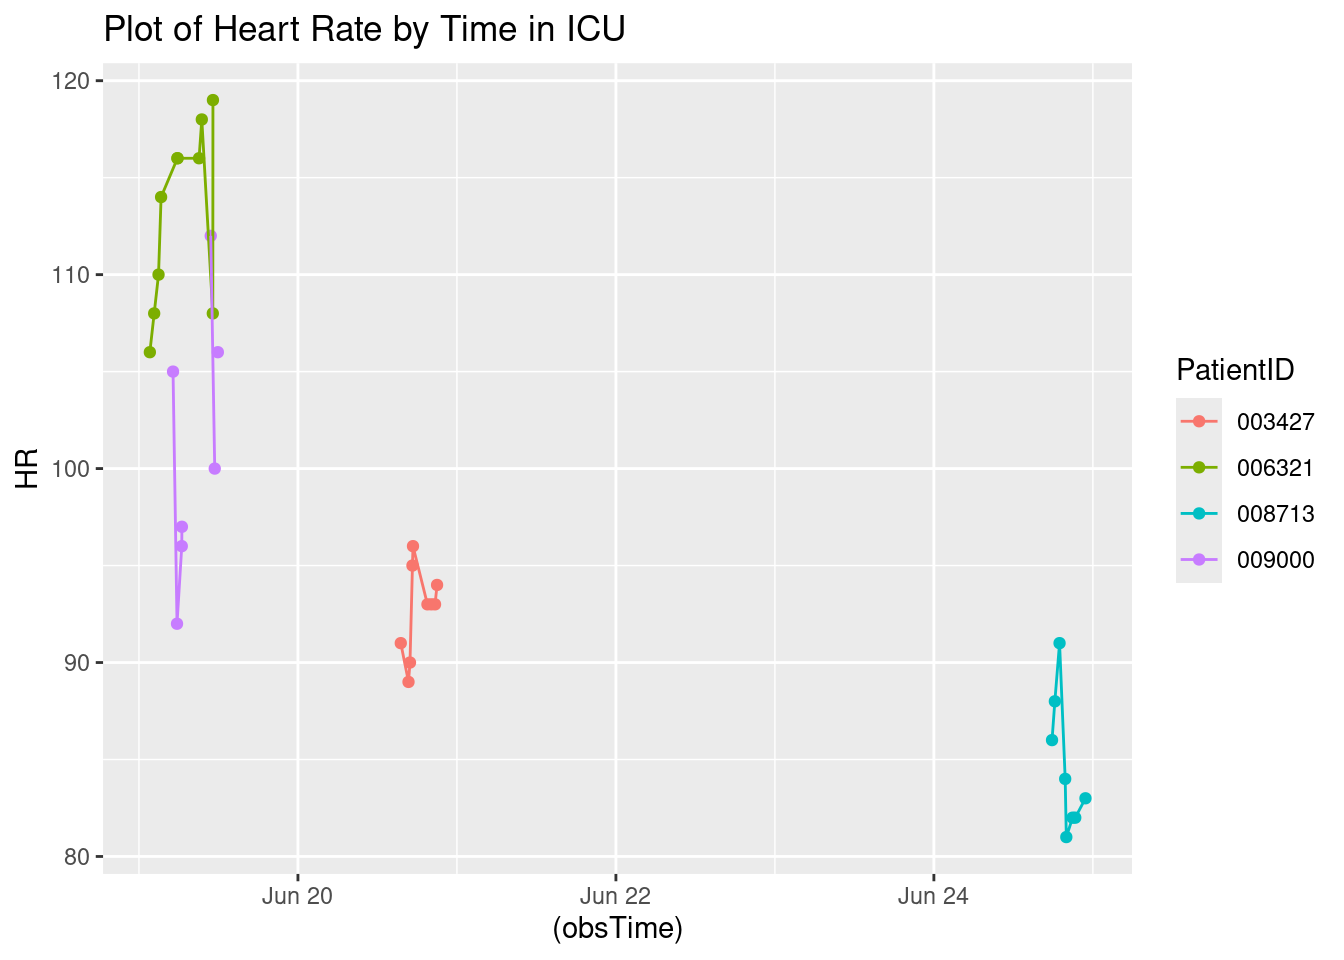 Plot of Heart Rate by Time in ICU
120
110
100
90
80
HR
Jun 20
Jun 22
Jun 24
(obsTime)
PatientID
003427
006321
008713
009000